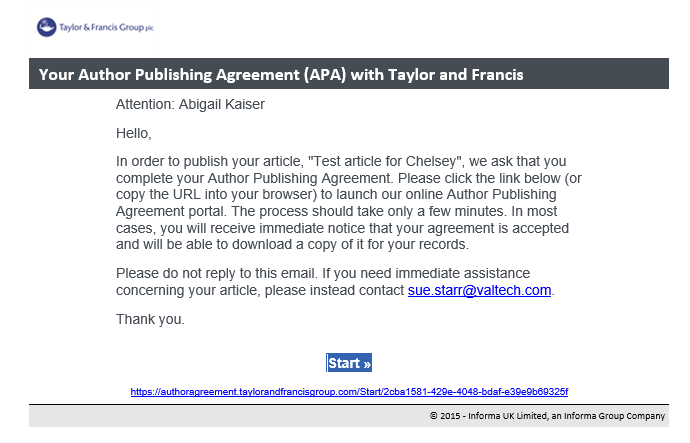 Taylor & Francis Group plc
Your Author Publishing Agreement (APA) with Taylor and Francis
Attention: Abigail Kaiser
Hello,
In order to publish your article, "Test article for Chelsey", we ask that you
complete your Author Publishing Agreement. Please click the link below (or
copy the URL into your browser) to launch our online Author Publishing
Agreement portal. The process should take only a few minutes. In most
cases, you will receive immediate notice that your agreement is accepted
and will be able to download a copy of it for your records.
Please do not reply to this email. If you need immediate assistance
concerning your article, please instead contact sue.starr@valtech.com.
Thank you.
Start »
https://authoragreement.taylorandfrancisgroup.com/Start/2cba1581-429e-4048-bdaf-e39e9b69325f
© 2015 - Informa UK Limited, an Informa Group Company